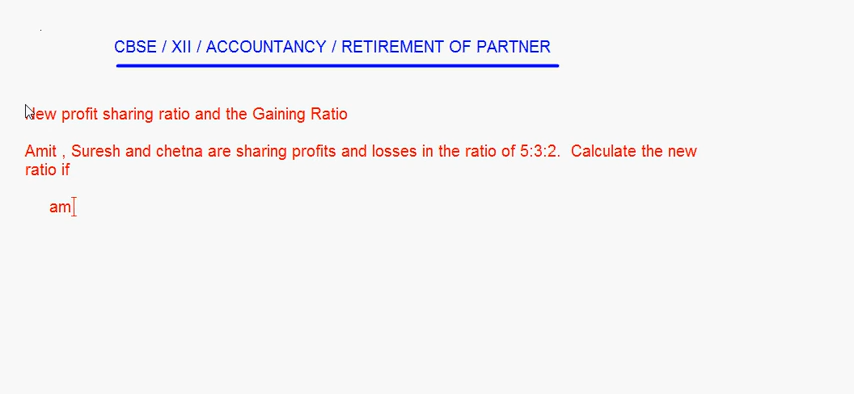 CBSE / XII / ACCOUNTANCY / RETIREMENT OF PARTNER
New profit sharing ratio and the Gaining Ratio
Amit , Suresh and chetna are sharing profits and losses in the ratio of 5:3:2. Calculate the new
ratio if
am